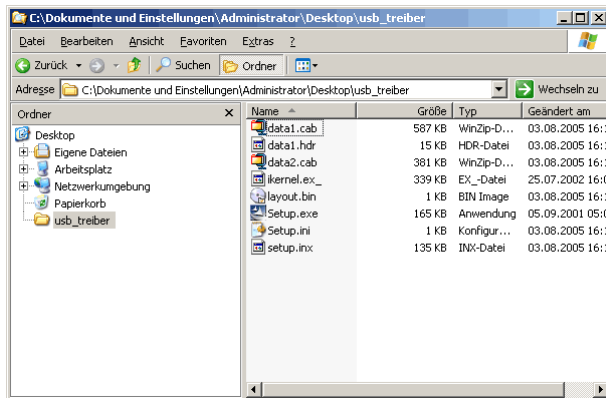 C:\Dokumente und Einstellungen\Administrator\Desktop\usb_treiber
Datei Bearbeiten Ansicht Favoriten Extras ?
Zurück Suchen Ordner
Adresse C:\Dokumente und Einstellungen\Administrator\Desktop\usb_treiber Wechseln zu
Ordner x
Desktop
Eigene Dateien
Arbeitsplatz
Netzwerkumgebung
Papierkorb
usb_treiber
Name Größe Typ Geändert am
data1.cab 587 KB WinZip-D... 03.08.2005 16:
data1.hdr 15 KB HDR-Datei 03.08.2005 16:
data2.cab 381 KB WinZip-D... 03.08.2005 16:
ikernel.ex_ 339 KB EX_-Datei 25.07.2002 16:0
layout.bin 1 KB BIN Image 03.08.2005 16:
Setup.exe 165 KB Anwendung 05.09.2001 05:0
Setup.ini 1 KB Konfigur... 03.08.2005 16:
setup.inx 135 KB INX-Datei 03.08.2005 16: